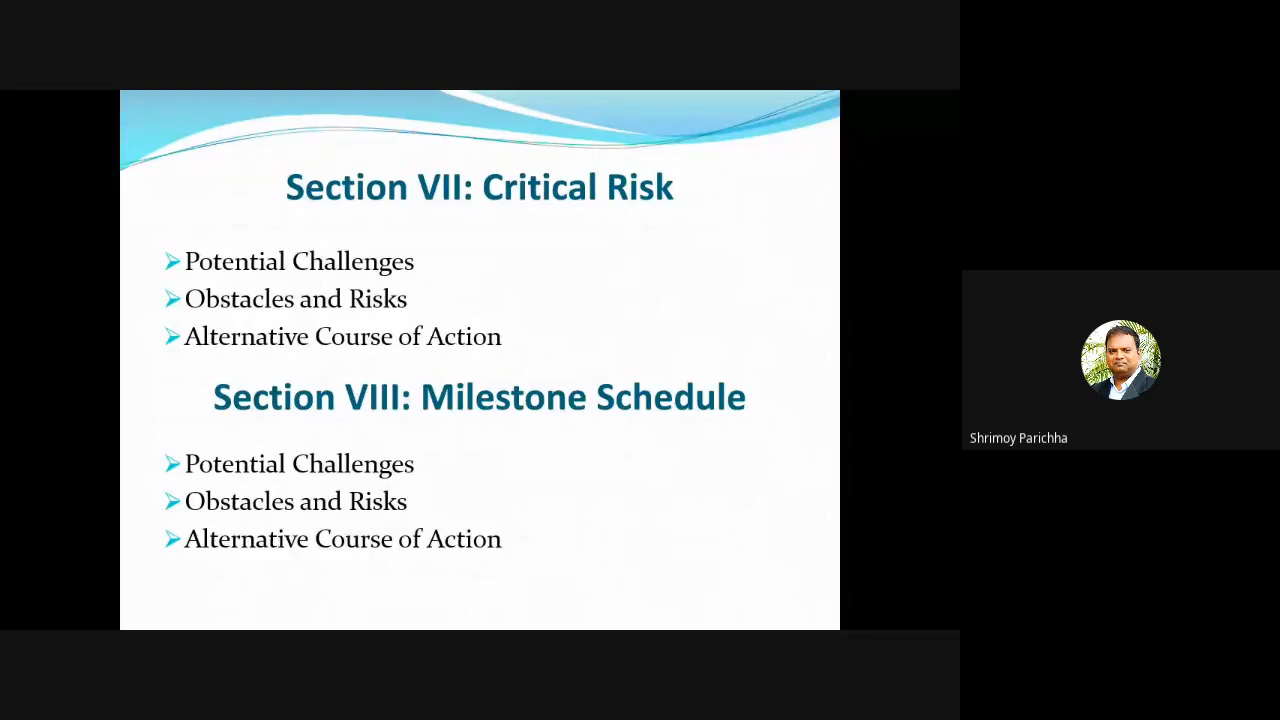 Section VII: Critical Risk
Potential Challenges
Obstacles and Risks
Alternative Course of Action
Section VIII: Milestone Schedule
Potential Challenges
Obstacles and Risks
Alternative Course of Action
Shrimoy Parichha